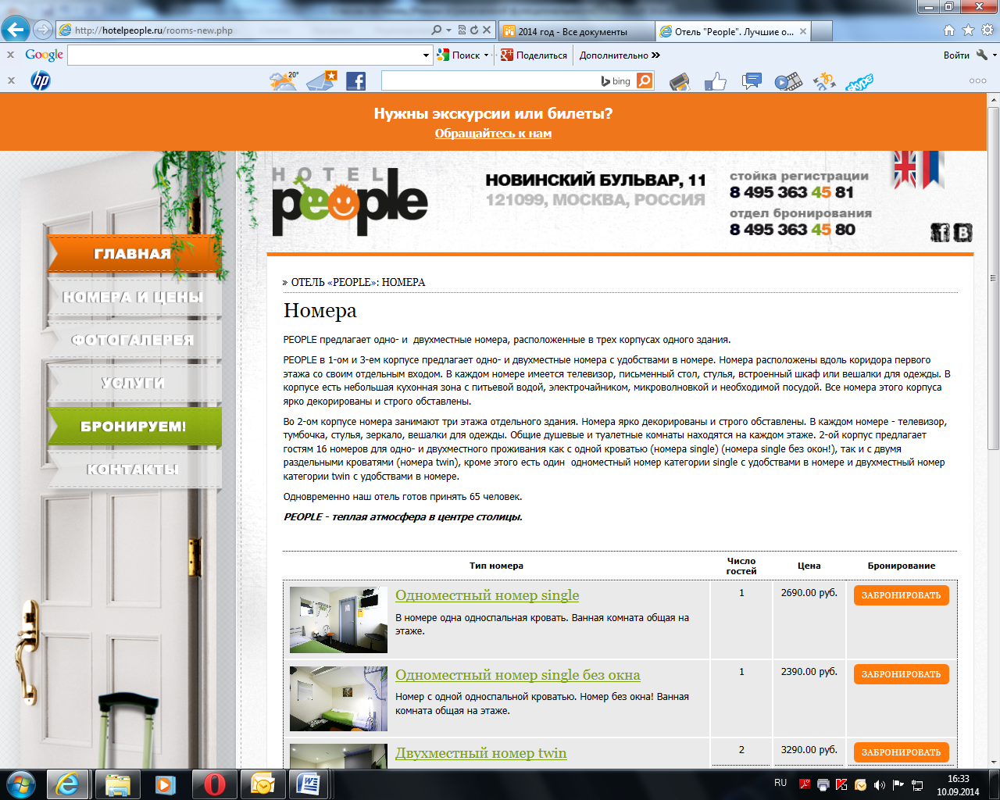 http://hotelpeople.ru/rooms-new.php
2014 год - Все документы
Отель "People". Лучшие о...
Google
Поиск
Поделиться
Дополнительно
Войти
hp
20°
bing
skype
Нужны экскурсии или билеты?
Обращайтесь к нам
HOTEL
people
НОВИНСКИЙ БУЛЬВАР, 11
121099, МОСКВА, РОССИЯ
стойка регистрации
8 495 363 45 81
отдел бронирования
8 495 363 45 80
ГЛАВНАЯ
НОМЕРА И ЦЕНЫ
ФОТОГАЛЕРЕЯ
УСЛУГИ
БРОНИРУЕМ!
КОНТАКТЫ
» ОТЕЛЬ «PEOPLE»: НОМЕРА
Номера
PEOPLE предлагает одно- и двухместные номера, расположенные в трех корпусах одного здания.
PEOPLE в 1-ом и 3-ем корпусе предлагает одно- и двухместные номера с удобствами в номере. Номера расположены вдоль коридора первого
этажа со своим отдельным входом. В каждом номере имеется телевизор, письменный стол, стулья, встроенный шкаф или вешалки для одежды. В
корпусе есть небольшая кухонная зона с питьевой водой, электрочайником, микроволновкой и необходимой посудой. Все номера этого корпуса
ярко декорированы и строго обставлены.
Во 2-ом корпусе номера занимают три этажа отдельного здания. Номера ярко декорированы и строго обставлены. В каждом номере - телевизор,
тумбочка, стулья, зеркало, вешалки для одежды. Общие душевые и туалетные комнаты находятся на каждом этаже. 2-ой корпус предлагает
гостям 16 номеров для одно- и двухместного проживания как с одной кроватью (номера single) (номера single без окон!), так и с двумя
раздельными кроватями (номера twin), кроме этого есть один одноместный номер категории single с удобствами в номере и двухместный номер
категории twin с удобствами в номере.
Одновременно наш отель готов принять 65 человек.
PEOPLE - теплая атмосфера в центре столицы.
Тип номера
Число
гостей
Цена
Бронирование
Одноместный номер single
В номере одна односпальная кровать. Ванная комната общая на
этаже.
1
2690.00 руб.
ЗАБРОНИРОВАТЬ
Одноместный номер single без окна
Номер с одной односпальной кроватью. Номер без окна! Ванная
комната общая на этаже.
1
2390.00 руб.
ЗАБРОНИРОВАТЬ
Двухместный номер twin
2
3290.00 руб.
ЗАБРОНИРОВАТЬ
RU
16:33
10.09.2014